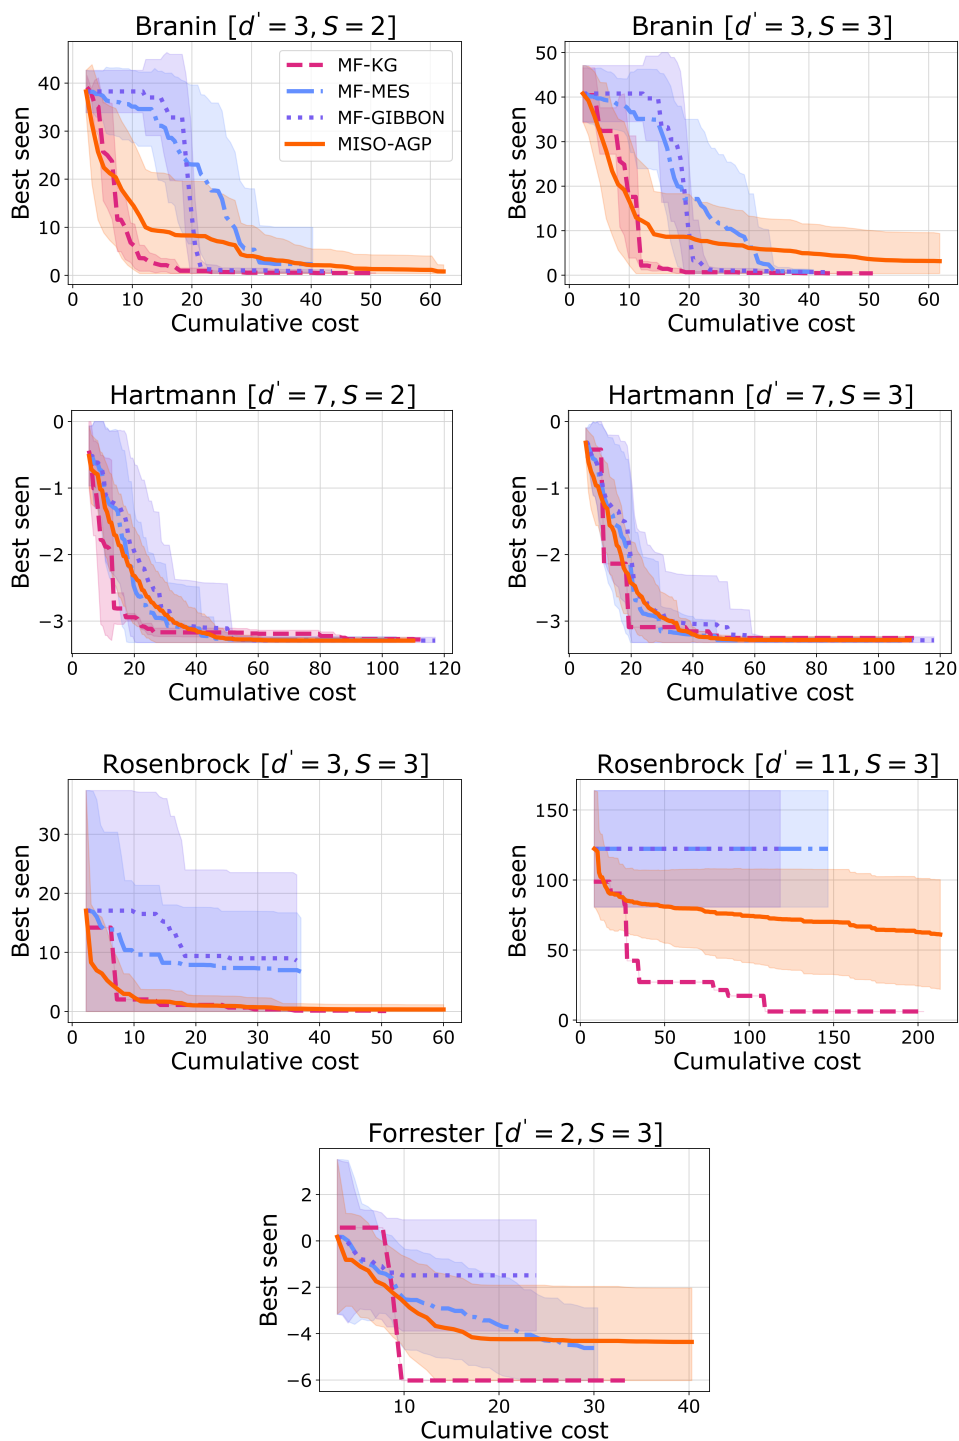 Branin [d' = 3, S = 2]
Best seen
40
30
20
10
0
MF-KG
MF-MES
MF-GIBBON
MISO-AGP
0 10 20 30 40 50 60
Cumulative cost
Branin [d' = 3, S = 3]
Best seen
50
40
30
20
10
0
0 10 20 30 40 50 60
Cumulative cost
Hartmann [d' = 7, S = 2]
Best seen
0
−1
−2
−3
0 20 40 60 80 100 120
Cumulative cost
Hartmann [d' = 7, S = 3]
Best seen
0
−1
−2
−3
0 20 40 60 80 100 120
Cumulative cost
Rosenbrock [d' = 3, S = 3]
Best seen
30
20
10
0
0 10 20 30 40 50 60
Cumulative cost
Rosenbrock [d' = 11, S = 3]
Best seen
150
100
50
0
0 50 100 150 200
Cumulative cost
Forrester [d' = 2, S = 3]
Best seen
2
0
−2
−4
−6
10 20 30 40
Cumulative cost